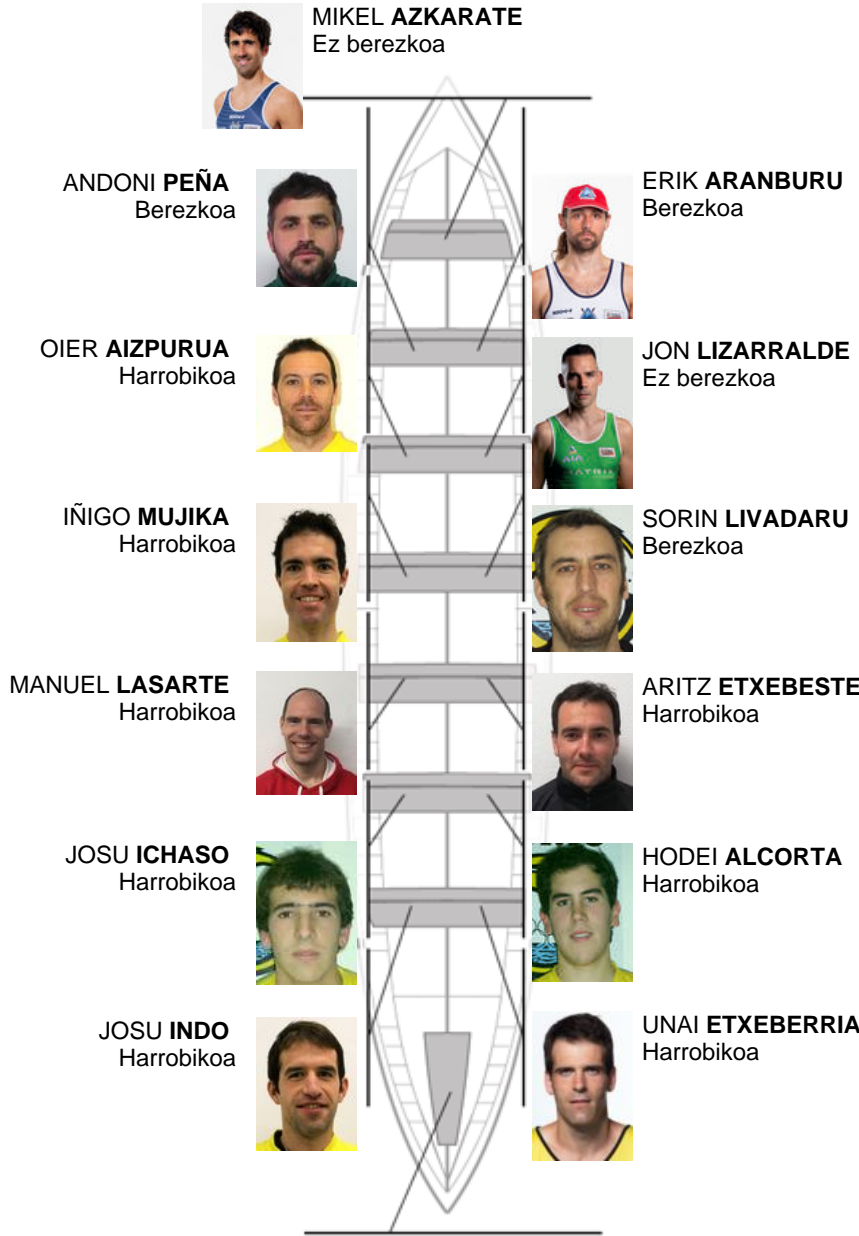 MIKEL AZKARATE
Ez berezkoa
ANDONI PEÑA
Berezkoa
ERIK ARANBURU
Berezkoa
OIER AIZPURUA
Harrobikoa
JON LIZARRALDE
Ez berezkoa
IÑIGO MUJIKA
Harrobikoa
SORIN LIVADARU
Berezkoa
MANUEL LASARTE
Harrobikoa
ARITZ ETXEBESTE
Harrobikoa
JOSU ICHASO
Harrobikoa
HODEI ALCORTA
Harrobikoa
JOSU INDO
Harrobikoa
UNAI ETXEBERRIA
Harrobikoa